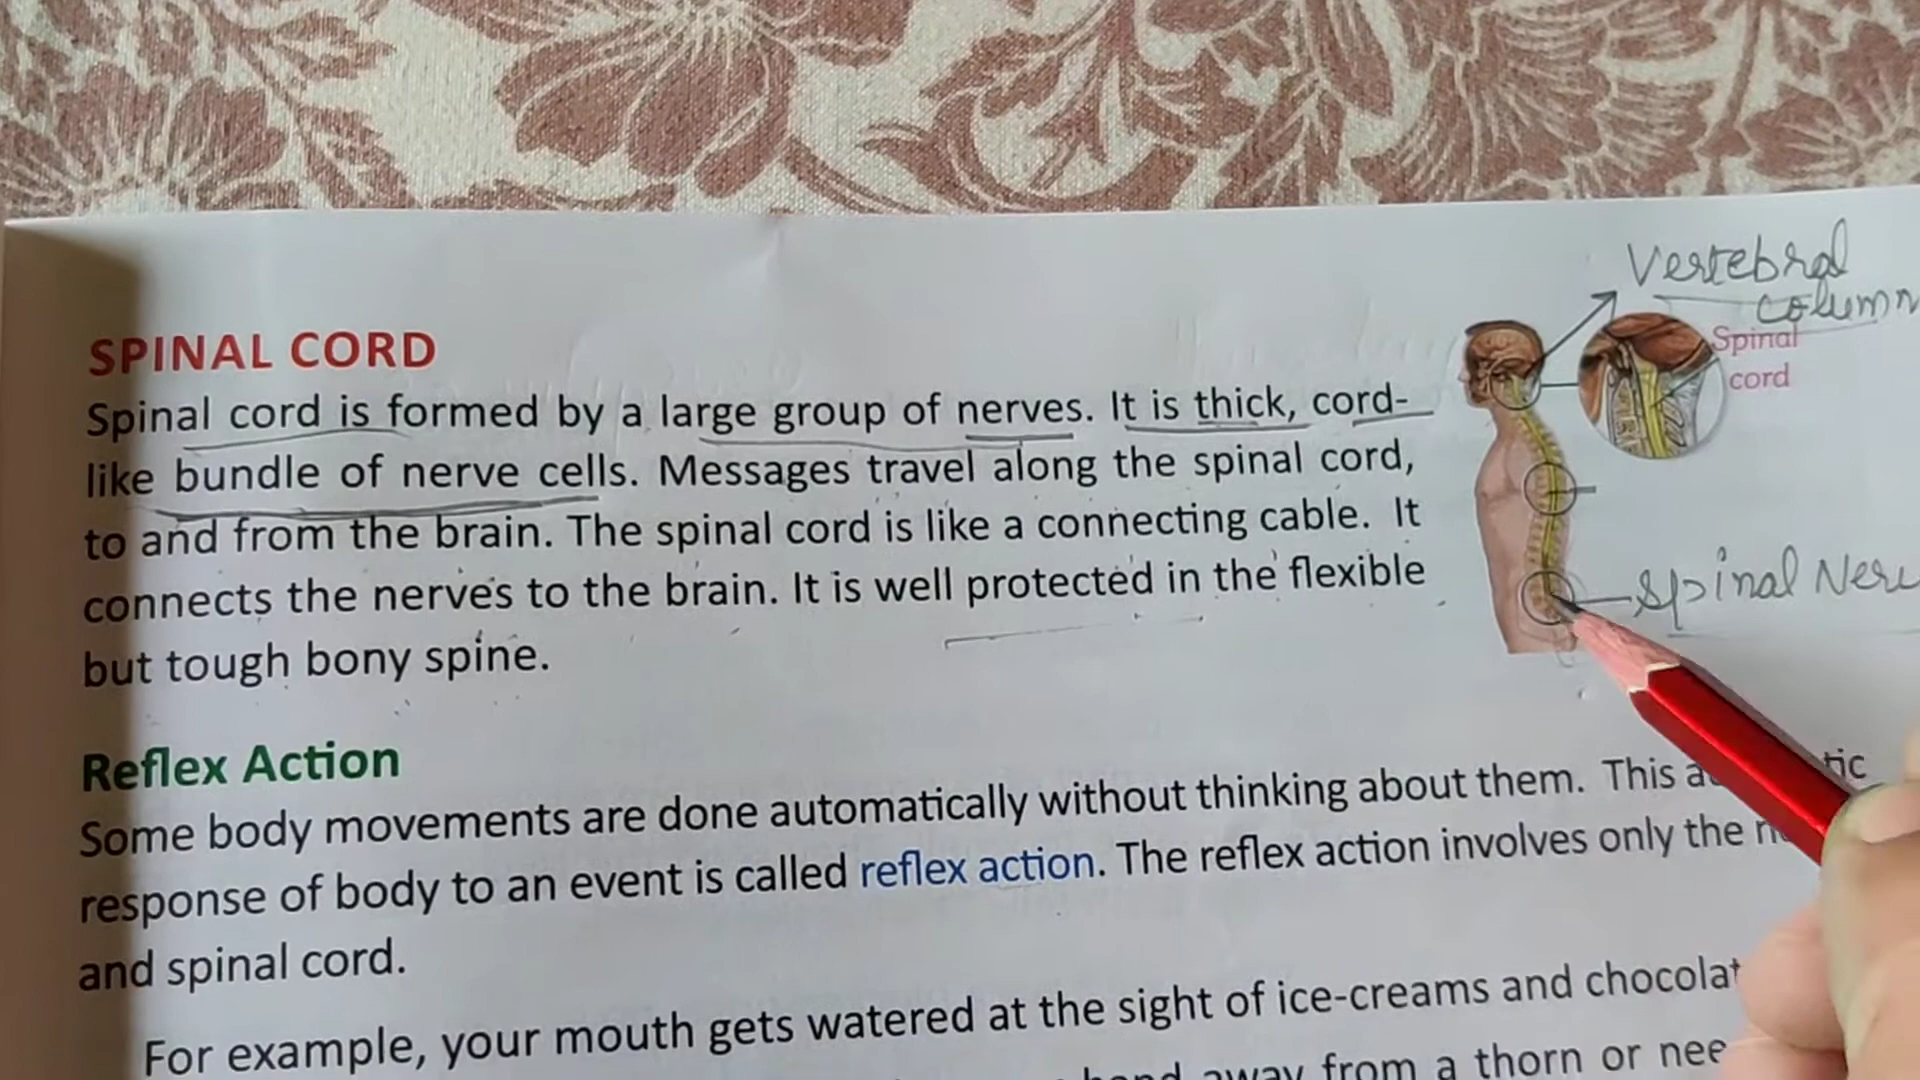 Vertebral
column
Spinal
cord
SPINAL CORD
Spinal cord is formed by a large group of nerves. It is thick, cord-
like bundle of nerve cells. Messages travel along the spinal cord,
to and from the brain. The spinal cord is like a connecting cable. It
connects the nerves to the brain. It is well protected in the flexible
but tough bony spine.
Spinal
Reflex Action
Some body movements are done automatically without thinking about them. This
response of body to an event is called reflex action. The reflex action involves only the
and spinal cord.
For example, your mouth gets watered at the sight of ice-creams and
hand away from a thorn or